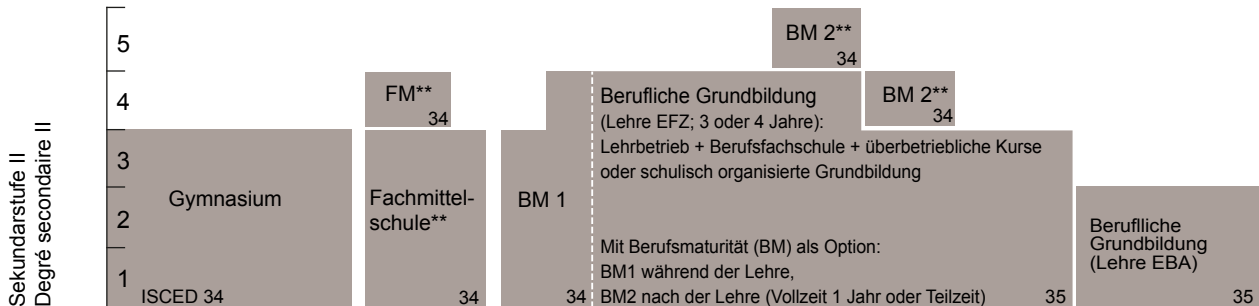 Sekundarstufe II
Degré secondaire II
5
4
3
2
1
Gymnasium
ISCED 34
FM**
34
Fachmittel-
schule**
34
BM 1
34
BM 2**
34
BM 2**
34
Berufliche Grundbildung
(Lehre EFZ; 3 oder 4 Jahre):
Lehrbetrieb + Berufsfachschule + überbetriebliche Kurse
oder schulisch organisierte Grundbildung
Mit Berufsmaturität (BM) als Option:
BM1 während der Lehre,
BM2 nach der Lehre (Vollzeit 1 Jahr oder Teilzeit)
35
Beruflliche
Grundbildung
(Lehre EBA)
35